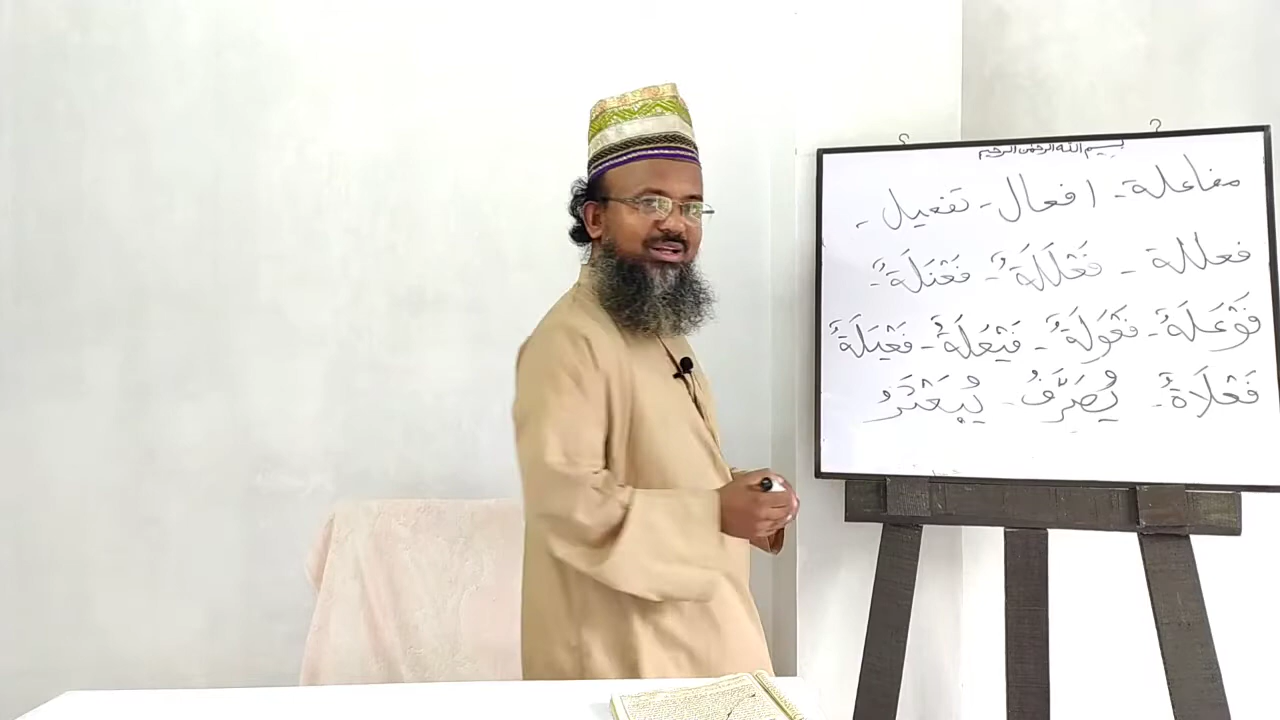 بسم الله الرحمن الرحيم
مفاعلة - افعال - تفعيل -
فعللة - فَعْلَلَةٌ - فَعْنَلَةٌ -
فَوْعَلَةٌ - فَعْوَلَةٌ - فَيْعَلَةٌ - فَعْيَلَةٌ
فَعْلَاةٌ - يُصَرِّفُ - يُبَعْثِرُ